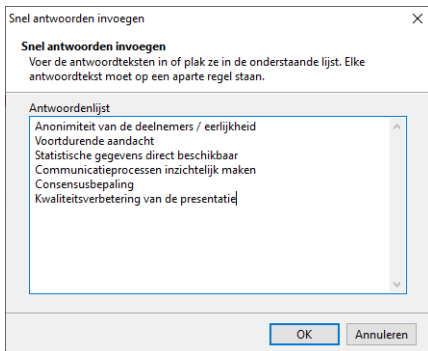 Snel antwoorden invoegen
Snel antwoorden invoegen
Voer de antwoordteksten in of plak ze in de onderstaande lijst. Elke
antwoordtekst moet op een aparte regel staan.
Antwoordenlijst
Anonimiteit van de deelnemers / eerlijkheid
Voortdurende aandacht
Statistische gegevens direct beschikbaar
Communicatieprocessen inzichtelijk maken
Consensusbepaling
Kwaliteitsverbetering van de presentatie
OK Annuleren